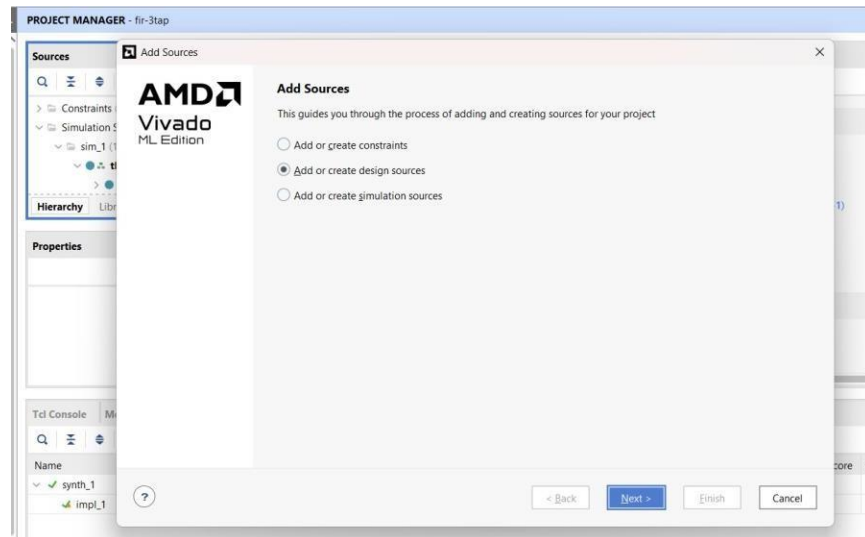 PROJECT MANAGER - fir-3tap
Sources
Add Sources
Constraints
Simulation S
sim_1 (1
Hierarchy Libr
Properties
Tcl Console M
Name
synth_1
impl_1
AMD
Vivado
ML Edition
Add Sources
This guides you through the process of adding and creating sources for your project
Add or create constraints
Add or create design sources
Add or create simulation sources
1)
core
?
< Back Next > Finish Cancel